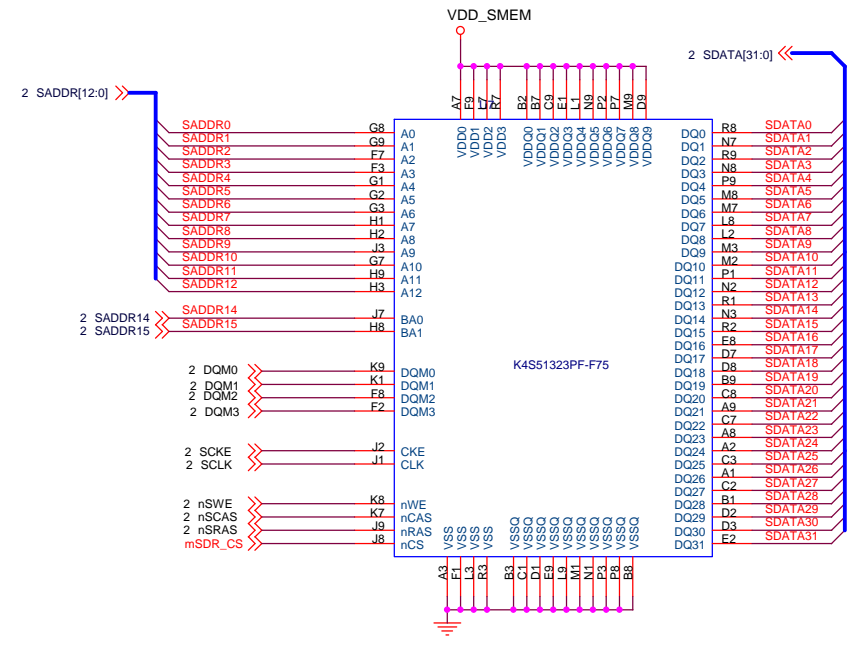 VDD_SMEM
2 SDATA[31:0]
2 SADDR[12:0]
A7 F9 L7 R7 B2 B7 C9 E1 L1 N9 P2 P7 M9 D9
VDD0 VDD1 VDD2 VDD3 VDDQ0 VDDQ1 VDDQ2 VDDQ3 VDDQ4 VDDQ5 VDDQ6 VDDQ7 VDDQ8 VDDQ9
SADDR0 G8 A0 DQ0 R8 SDATA0
SADDR1 G9 A1 DQ1 N7 SDATA1
SADDR2 F7 A2 DQ2 R9 SDATA2
SADDR3 F3 A3 DQ3 N8 SDATA3
SADDR4 G1 A4 DQ4 P9 SDATA4
SADDR5 G2 A5 DQ5 M8 SDATA5
SADDR6 G3 A6 DQ6 M7 SDATA6
SADDR7 H1 A7 DQ7 L8 SDATA7
SADDR8 H2 A8 DQ8 L2 SDATA8
SADDR9 J3 A9 DQ9 M3 SDATA9
SADDR10 G7 A10 DQ10 M2 SDATA10
SADDR11 H9 A11 DQ11 P1 SDATA11
SADDR12 H3 A12 DQ12 N2 SDATA12
DQ13 R1 SDATA13
2 SADDR14 SADDR14 J7 BA0 DQ14 N3 SDATA14
2 SADDR15 SADDR15 H8 BA1 DQ15 R2 SDATA15
DQ16 E8 SDATA16
DQ17 D7 SDATA17
K4S51323PF-F75
2 DQM0 K9 DQM0 DQ18 D8 SDATA18
2 DQM1 K1 DQM1 DQ19 B9 SDATA19
2 DQM2 F8 DQM2 DQ20 C8 SDATA20
2 DQM3 F2 DQM3 DQ21 A9 SDATA21
DQ22 C7 SDATA22
DQ23 A8 SDATA23
2 SCKE J2 CKE DQ24 A2 SDATA24
2 SCLK J1 CLK DQ25 C3 SDATA25
DQ26 A1 SDATA26
DQ27 C2 SDATA27
2 nSWE K8 nWE DQ28 B1 SDATA28
2 nSCAS K7 nCAS DQ29 D2 SDATA29
2 nSRAS J9 nRAS DQ30 D3 SDATA30
mSDR_CS J8 nCS DQ31 E2 SDATA31
VSS VSS VSS VSS VSSQ VSSQ VSSQ VSSQ VSSQ VSSQ VSSQ VSSQ VSSQ VSSQ
A3 F1 L3 R3 B3 C1 D1 E9 L9 M1 N1 P3 P8 B8